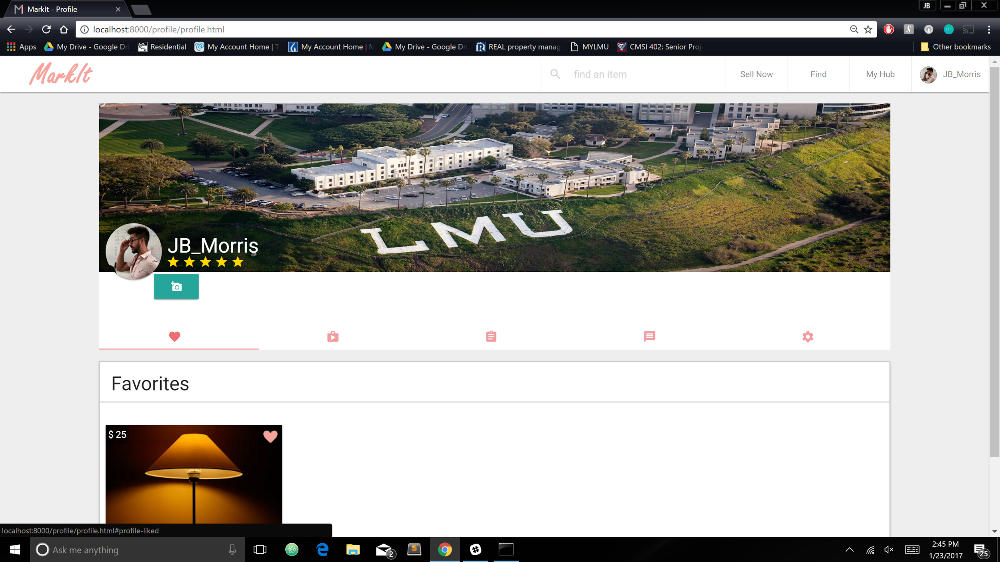 MarkIt - Profile
JB
localhost:8000/profile/profile.html
Apps
My Drive - Google Dri
Residential
My Account Home | T
My Account Home | M
My Drive - Google Dri
REAL property manag
MYLMU
CMSI 402: Senior Proj
Other bookmarks
MarkIt
find an item
Sell Now
Find
My Hub
JB_Morris
LMU
JB_Morris
Favorites
$ 25
localhost:8000/profile/profile.html#profile-liked
Ask me anything
2
S
2:45 PM
1/23/2017
25